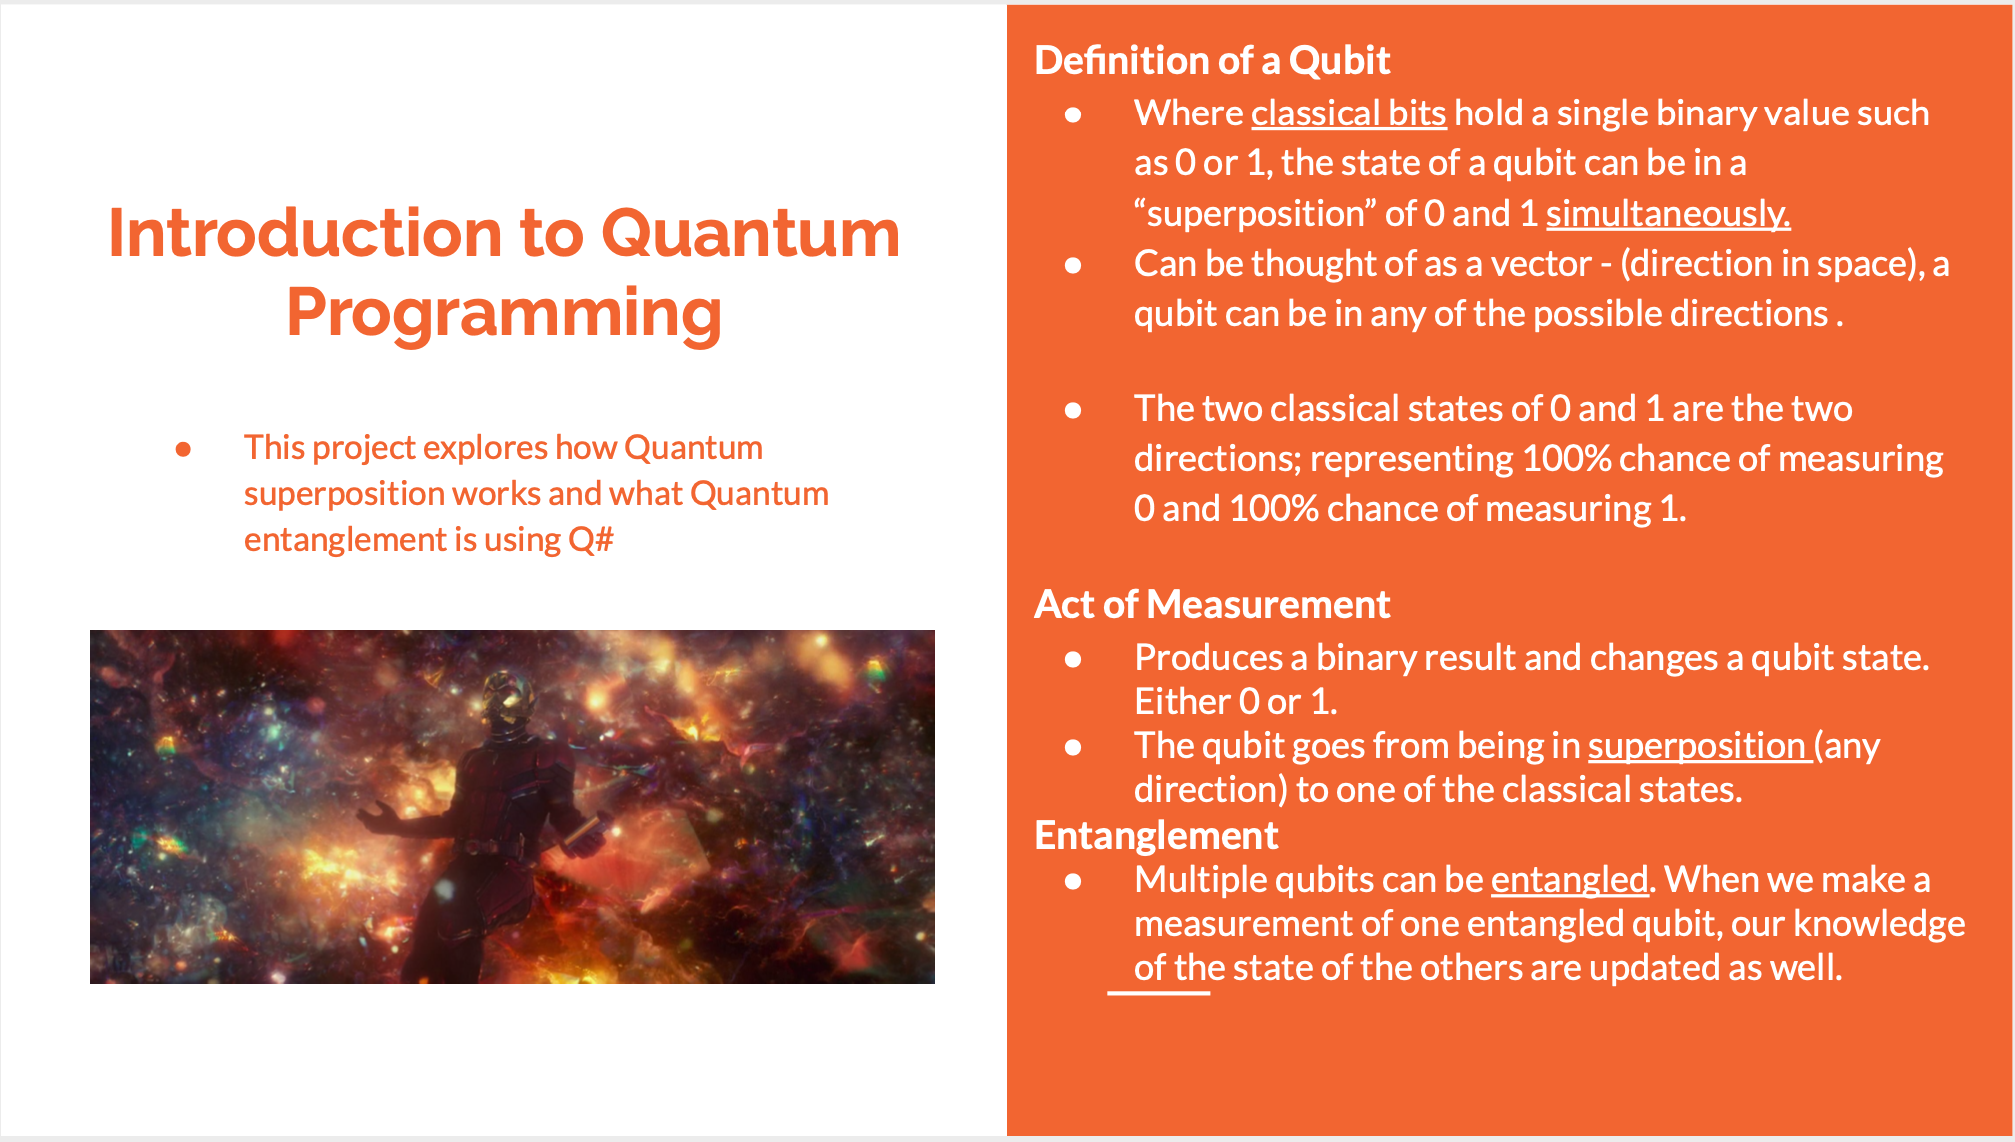 Introduction to Quantum
Programming
● This project explores how Quantum
superposition works and what Quantum
entanglement is using Q#
Definition of a Qubit
● Where classical bits hold a single binary value such
as 0 or 1, the state of a qubit can be in a
“superposition” of 0 and 1 simultaneously.
● Can be thought of as a vector - (direction in space), a
qubit can be in any of the possible directions .
● The two classical states of 0 and 1 are the two
directions; representing 100% chance of measuring
0 and 100% chance of measuring 1.
Act of Measurement
● Produces a binary result and changes a qubit state.
Either 0 or 1.
● The qubit goes from being in superposition (any
direction) to one of the classical states.
Entanglement
● Multiple qubits can be entangled. When we make a
measurement of one entangled qubit, our knowledge
of the state of the others are updated as well.